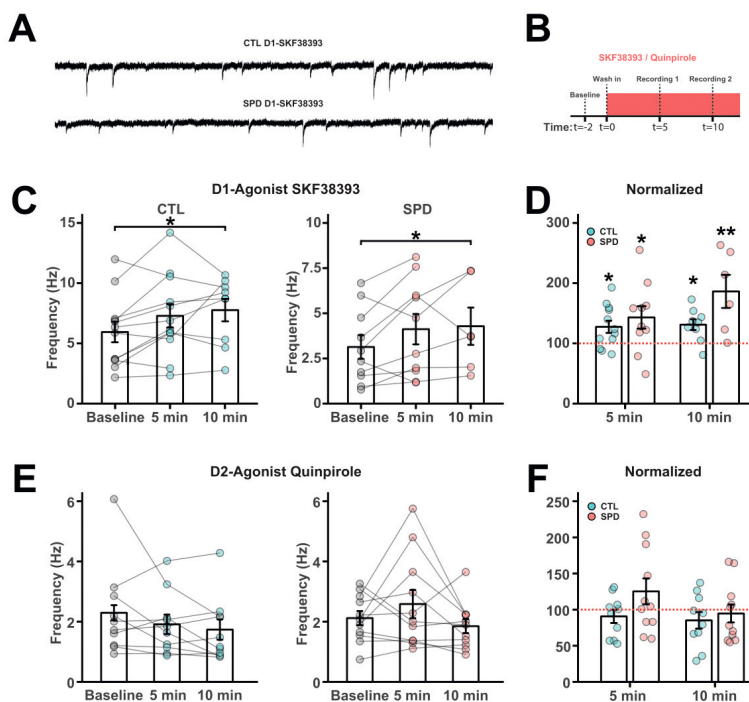 A
CTL D1-SKF38393
SPD D1-SKF38393
B
SKF38393 / Quinpirole
Wash in Recording 1 Recording 2
Baseline
Time: t=-2 t=0 t=5 t=10
C
D1-Agonist SKF38393
CTL
Frequency (Hz)
15
10
5
0
*
Baseline 5 min 10 min
SPD
Frequency (Hz)
10
7.5
5
2.5
0
*
Baseline 5 min 10 min
D
Normalized
300
200
100
0
CTL
SPD
* * * **
5 min 10 min
E
D2-Agonist Quinpirole
Frequency (Hz)
6
4
2
0
Baseline 5 min 10 min
Frequency (Hz)
6
4
2
0
Baseline 5 min 10 min
F
Normalized
250
200
150
100
50
0
CTL
SPD
5 min 10 min